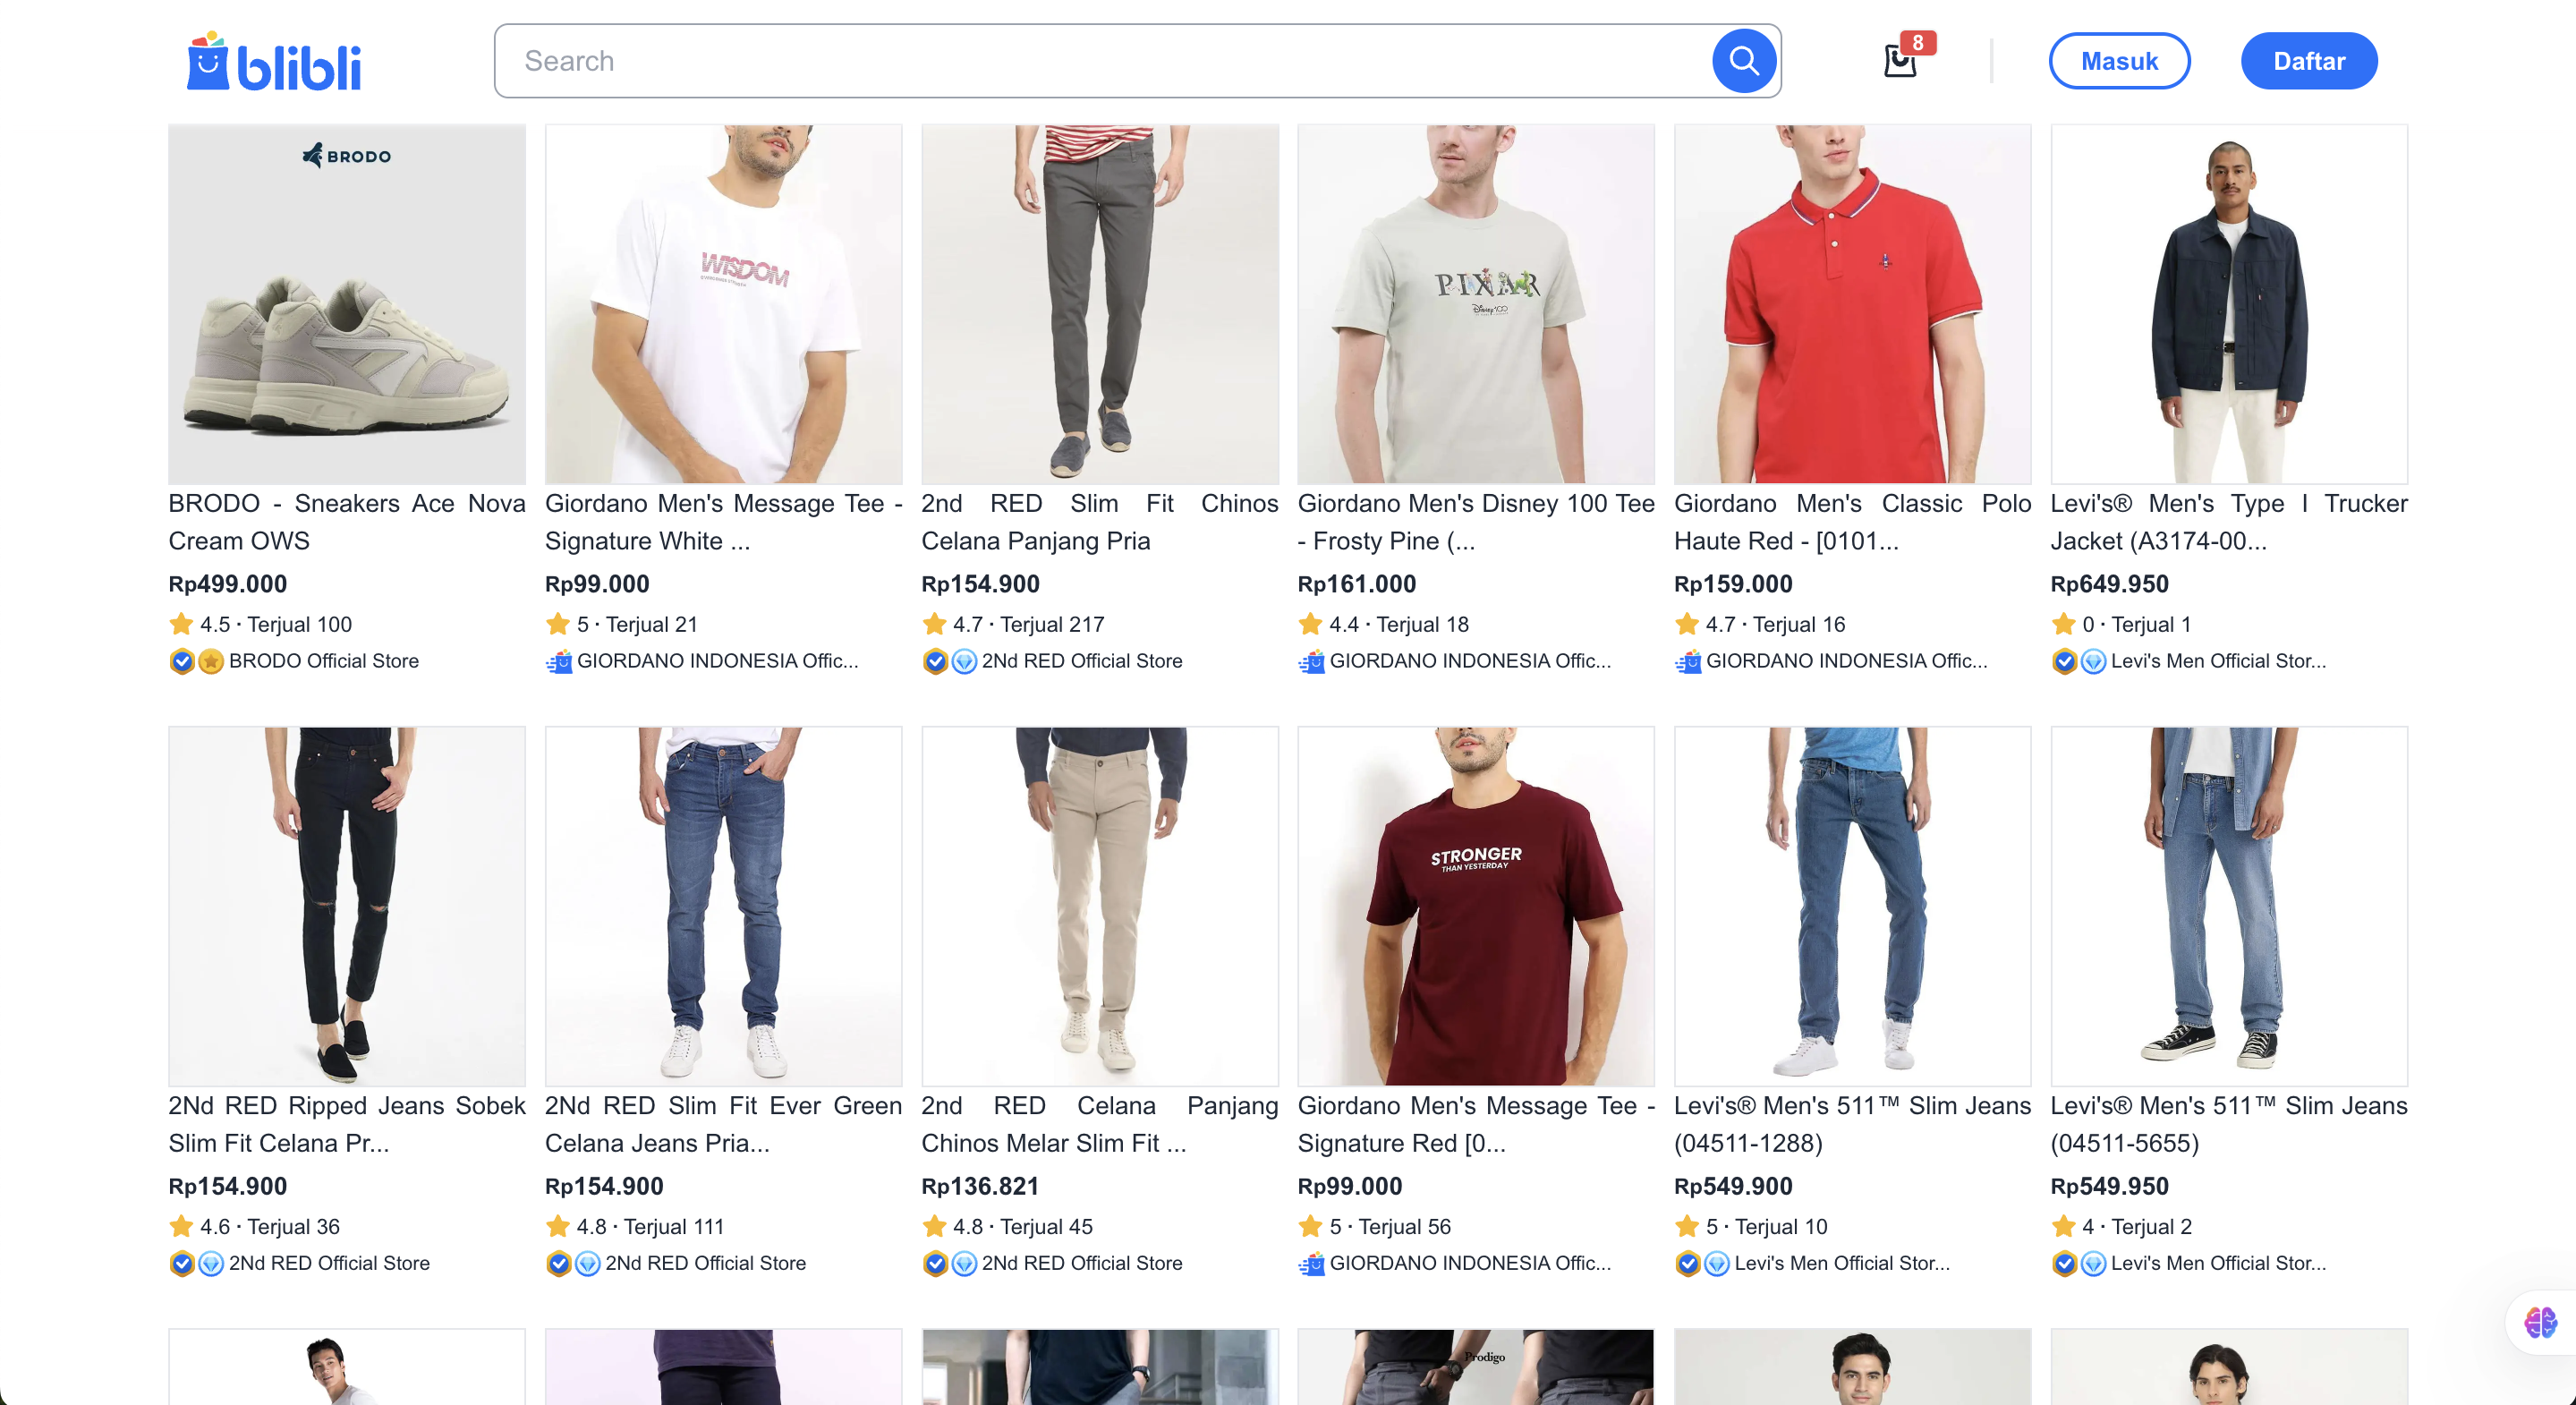 blibli
Search
8
Masuk
Daftar
BRODO
WISDOM
PIXAR
Disney100
BRODO - Sneakers Ace Nova
Cream OWS
Rp499.000
4.5 · Terjual 100
BRODO Official Store
Giordano Men's Message Tee -
Signature White ...
Rp99.000
5 · Terjual 21
GIORDANO INDONESIA Offic...
2nd RED Slim Fit Chinos
Celana Panjang Pria
Rp154.900
4.7 · Terjual 217
2Nd RED Official Store
Giordano Men's Disney 100 Tee
- Frosty Pine (...
Rp161.000
4.4 · Terjual 18
GIORDANO INDONESIA Offic...
Giordano Men's Classic Polo
Haute Red - [0101...
Rp159.000
4.7 · Terjual 16
GIORDANO INDONESIA Offic...
Levi's® Men's Type I Trucker
Jacket (A3174-00...
Rp649.950
0 · Terjual 1
Levi's Men Official Stor...
STRONGER
THAN YESTERDAY
2Nd RED Ripped Jeans Sobek
Slim Fit Celana Pr...
Rp154.900
4.6 · Terjual 36
2Nd RED Official Store
2Nd RED Slim Fit Ever Green
Celana Jeans Pria...
Rp154.900
4.8 · Terjual 111
2Nd RED Official Store
2nd RED Celana Panjang
Chinos Melar Slim Fit ...
Rp136.821
4.8 · Terjual 45
2Nd RED Official Store
Giordano Men's Message Tee -
Signature Red [0...
Rp99.000
5 · Terjual 56
GIORDANO INDONESIA Offic...
Levi's® Men's 511™ Slim Jeans
(04511-1288)
Rp549.900
5 · Terjual 10
Levi's Men Official Stor...
Levi's® Men's 511™ Slim Jeans
(04511-5655)
Rp549.950
4 · Terjual 2
Levi's Men Official Stor...
Prodigo